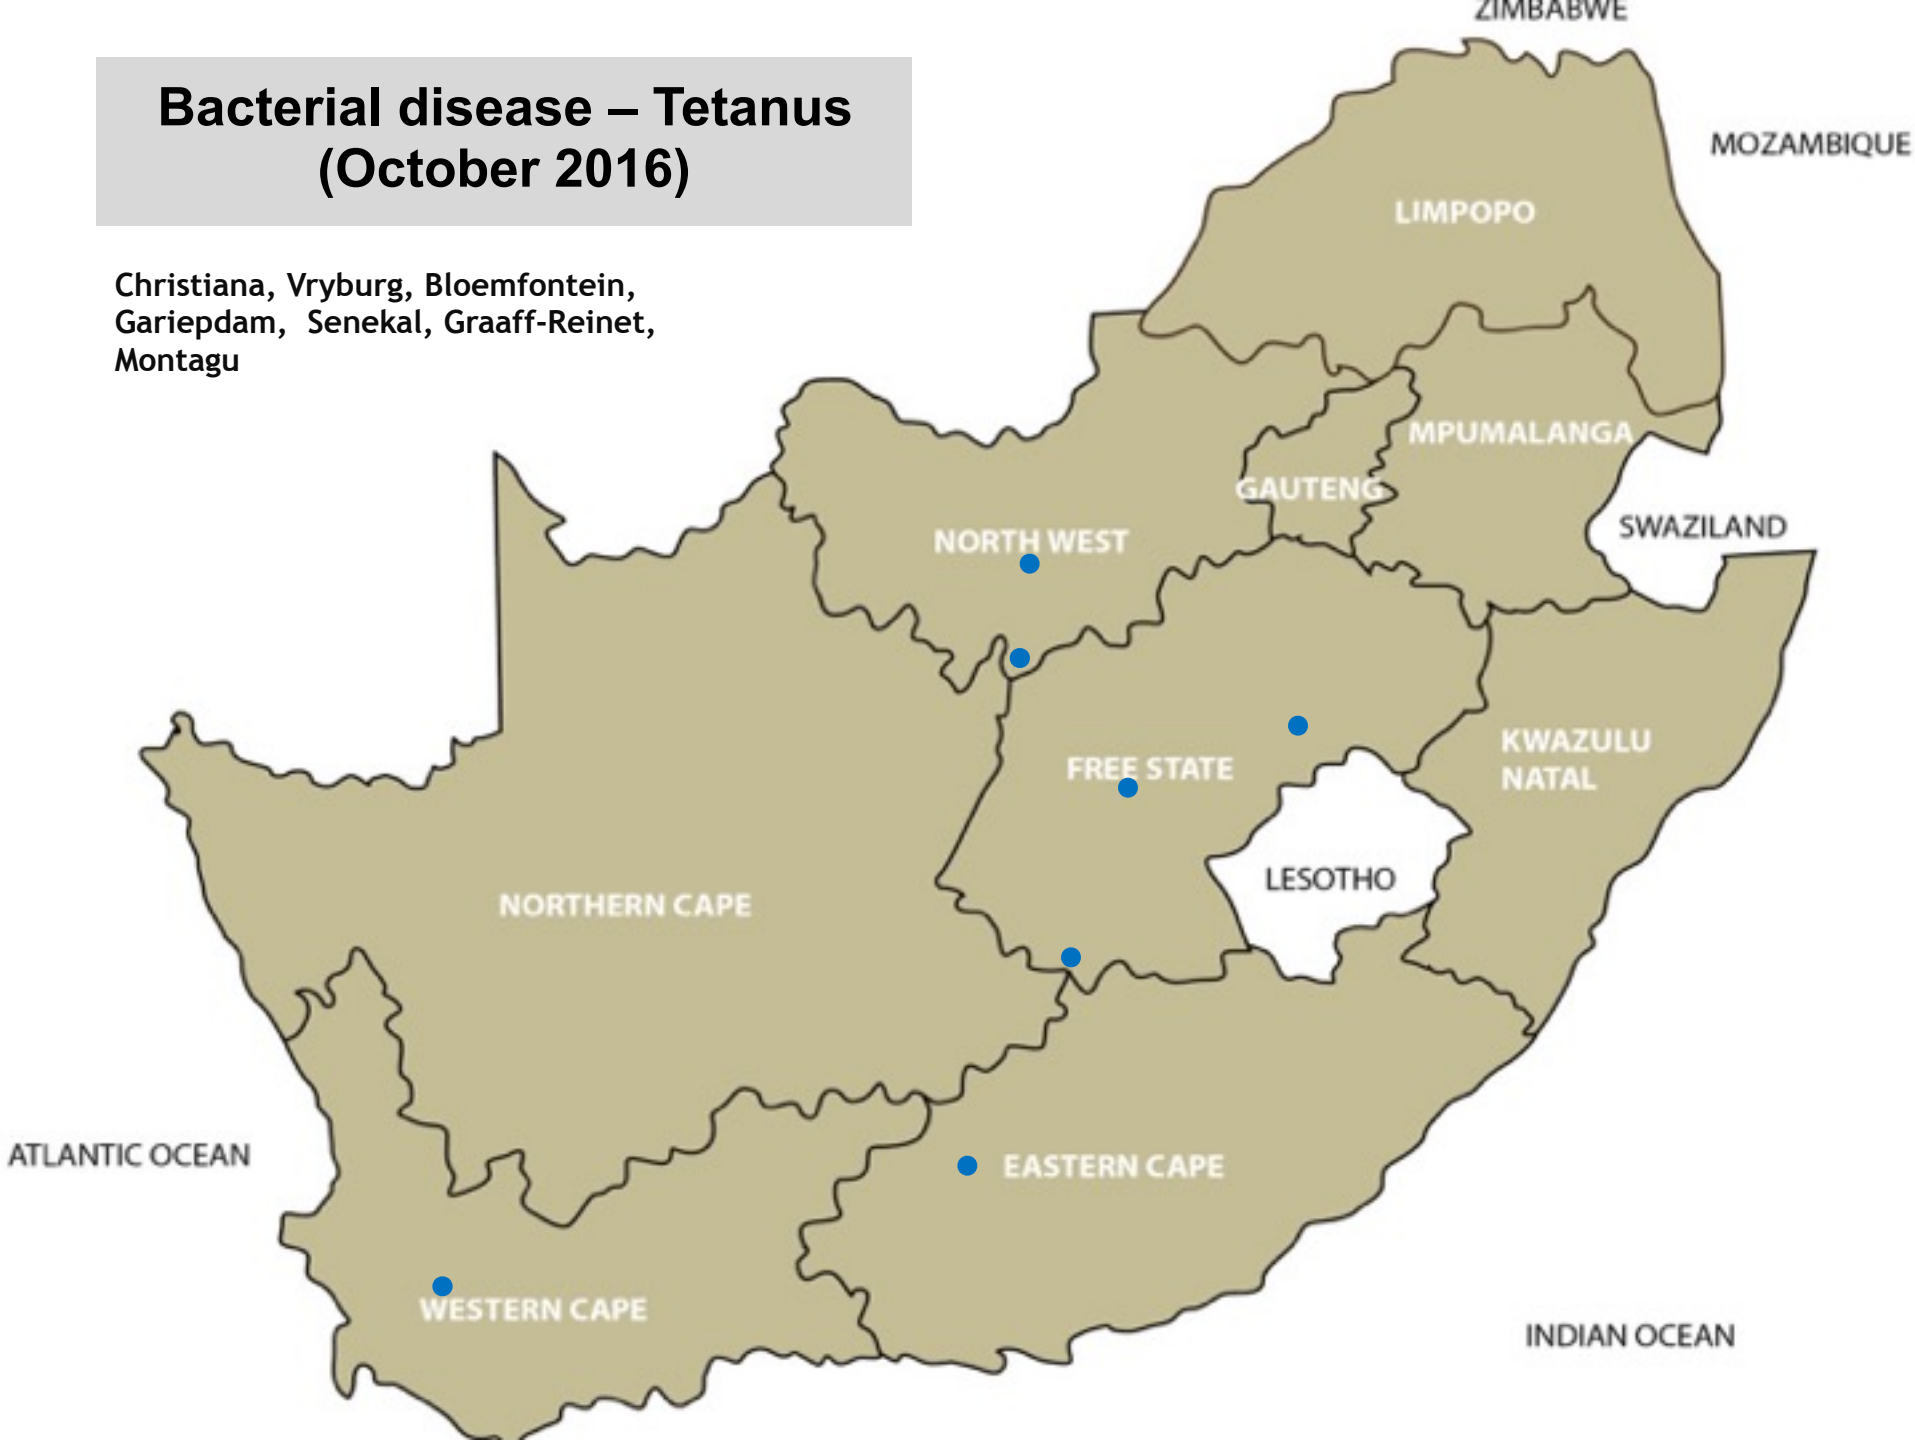 ZIMBABWE
Bacterial disease – Tetanus
(October 2016)
MOZAMBIQUE
LIMPOPO
Christiana, Vryburg, Bloemfontein,
Gariepdam,  Senekal, Graaff-Reinet,
Montagu
MPUMALANGA
GAUTENG
SWAZILAND
NORTH WEST
KWAZULU
NATAL
FREE STATE
LESOTHO
NORTHERN CAPE
ATLANTIC OCEAN
EASTERN CAPE
WESTERN CAPE
INDIAN OCEAN